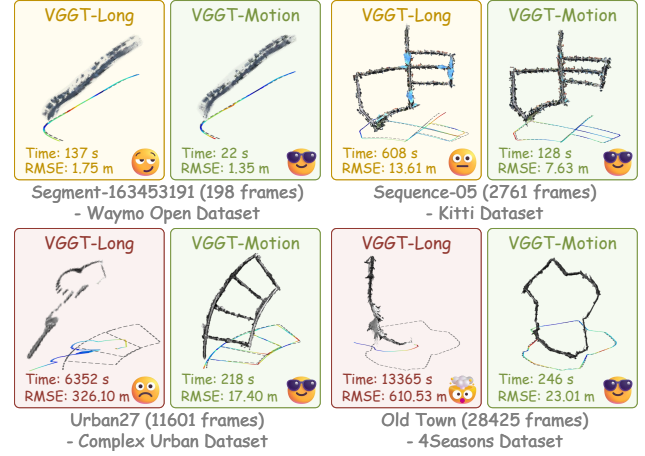 VGGT-Long
Time: 137 s
RMSE: 1.75 m
VGGT-Motion
Time: 22 s
RMSE: 1.35 m
Segment-163453191 (198 frames)
- Waymo Open Dataset
VGGT-Long
Time: 608 s
RMSE: 13.61 m
VGGT-Motion
Time: 128 s
RMSE: 7.63 m
Sequence-05 (2761 frames)
- Kitti Dataset
VGGT-Long
Time: 6352 s
RMSE: 326.10 m
VGGT-Motion
Time: 218 s
RMSE: 17.40 m
Urban27 (11601 frames)
- Complex Urban Dataset
VGGT-Long
Time: 13365 s
RMSE: 610.53 m
VGGT-Motion
Time: 246 s
RMSE: 23.01 m
Old Town (28425 frames)
- 4Seasons Dataset